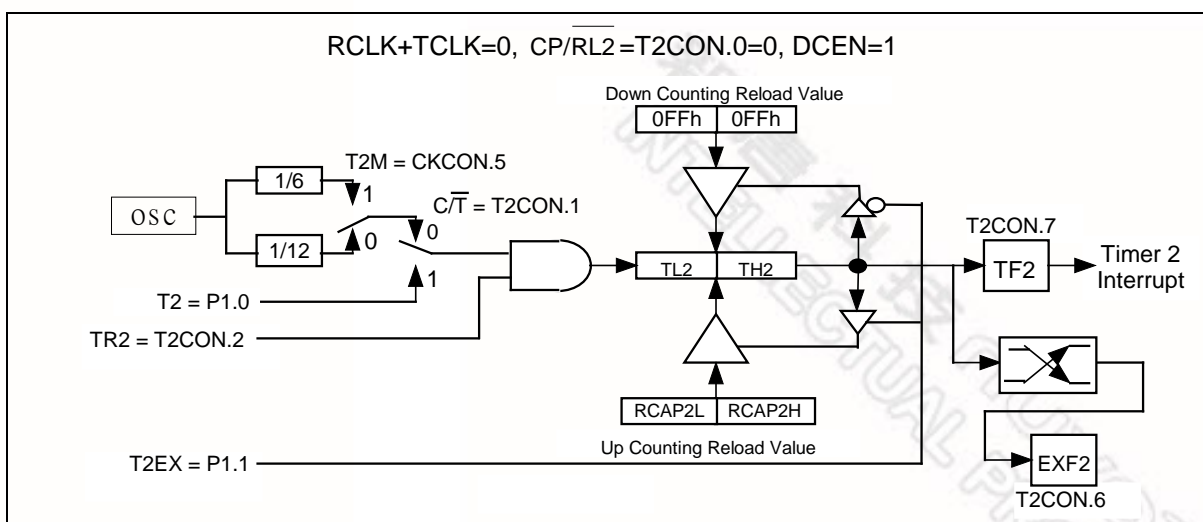 RCLK+TCLK=0, CP/RL2=T2CON.0=0, DCEN=1
Down Counting Reload Value
0FFh 0FFh
T2M = CKCON.5
1/6
1
C/T = T2CON.1
OSC
0
0
1/12
1
T2CON.7
TL2 TH2
TF2
Timer 2
Interrupt
T2 = P1.0
TR2 = T2CON.2
RCAP2L RCAP2H
Up Counting Reload Value
T2EX = P1.1
EXF2
T2CON.6
INTELLECTUAL